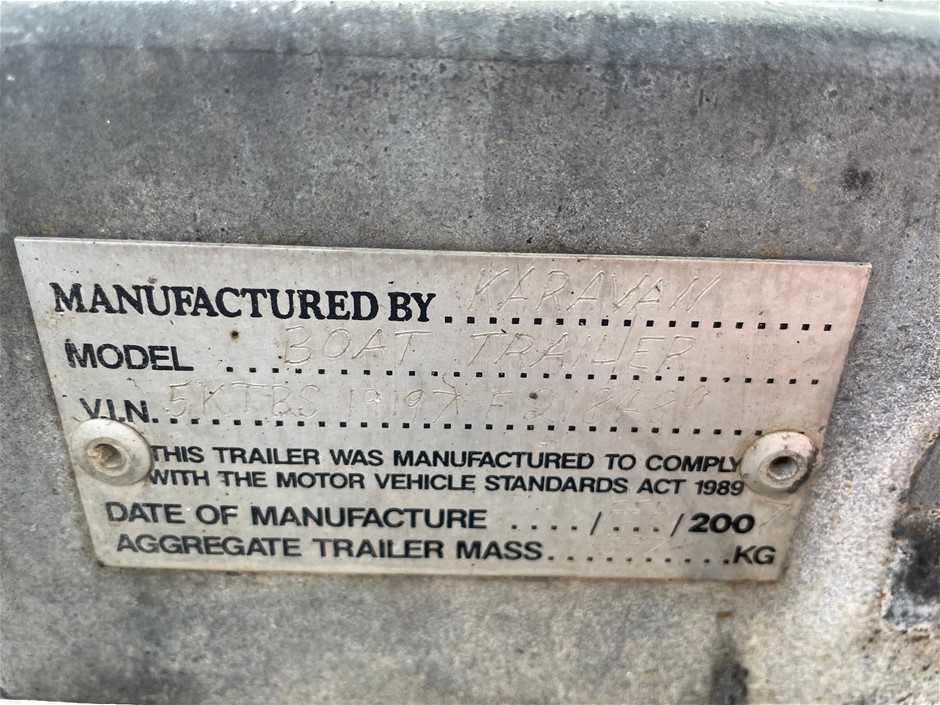 MANUFACTURED BY KARAVAN
MODEL BOAT TRAILER
V.I.N.
THIS TRAILER WAS MANUFACTURED TO COMPLY
WITH THE MOTOR VEHICLE STANDARDS ACT 1989
DATE OF MANUFACTURE ..../..../200
AGGREGATE TRAILER MASS...........KG